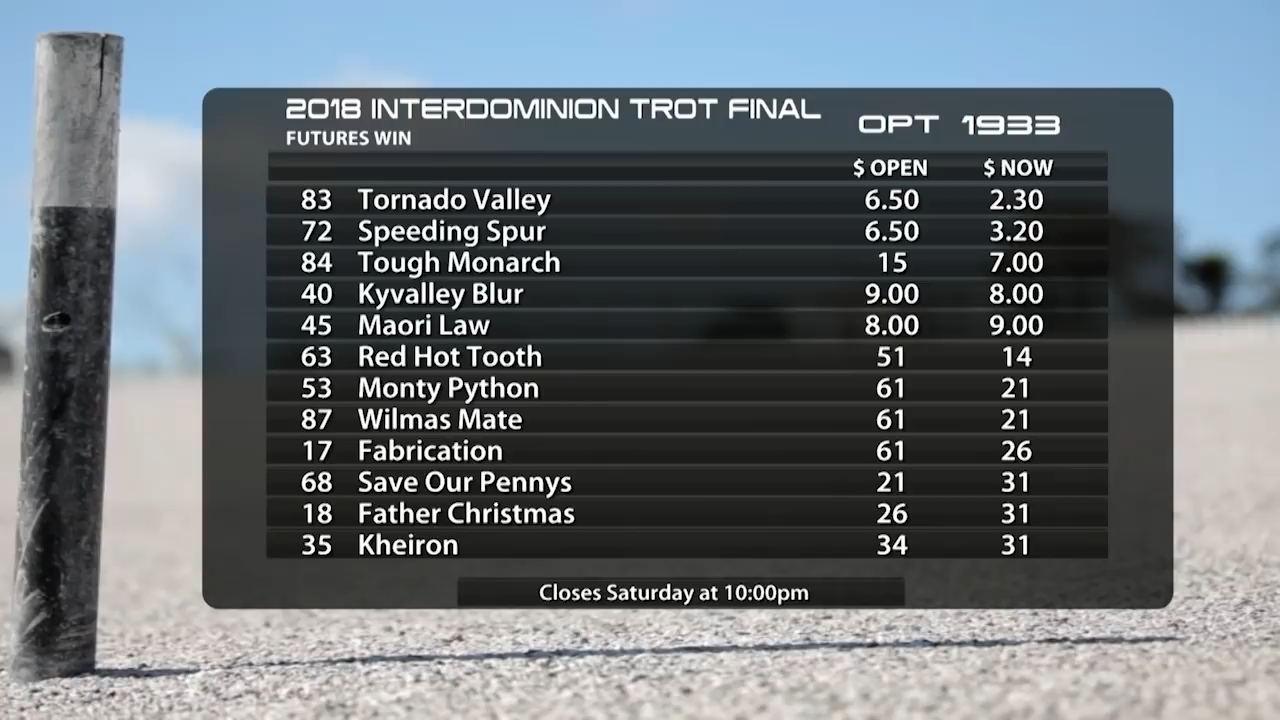 2018 INTERDOMINION TROT FINAL OPT 1933
FUTURES WIN
$ OPEN $ NOW
83 Tornado Valley 6.50 2.30
72 Speeding Spur 6.50 3.20
84 Tough Monarch 15 7.00
40 Kyvalley Blur 9.00 8.00
45 Maori Law 8.00 9.00
63 Red Hot Tooth 51 14
53 Monty Python 61 21
87 Wilmas Mate 61 21
17 Fabrication 61 26
68 Save Our Pennys 21 31
18 Father Christmas 26 31
35 Kheiron 34 31
Closes Saturday at 10:00pm